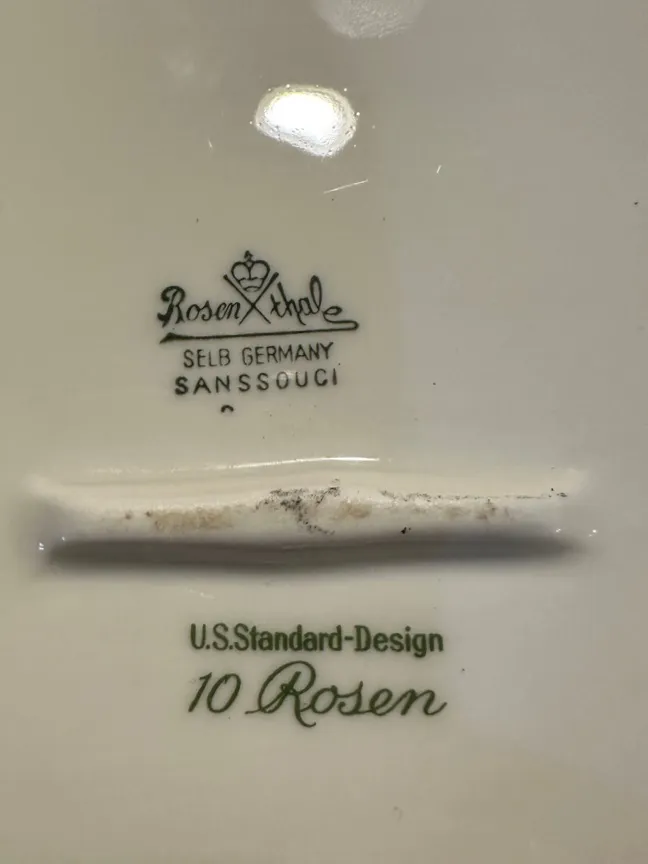 Rosenthal
SELB GERMANY
SANSSOUCI
U.S.Standard-Design
10 Rosen